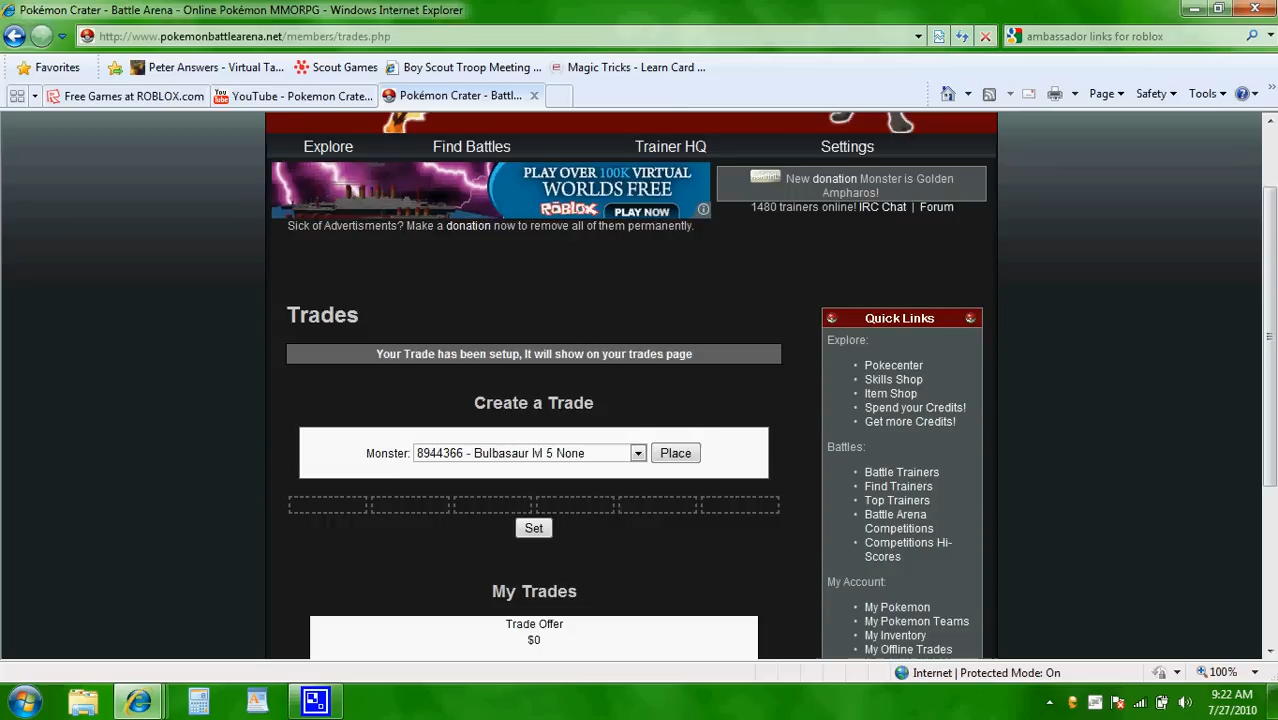 Pokémon Crater - Battle Arena - Online Pokémon MMORPG - Windows Internet Explorer
http://www.pokemonbattlearena.net/members/trades.php
ambassador links for roblox
Favorites
Peter Answers - Virtual Ta...
Scout Games
Boy Scout Troop Meeting ...
Magic Tricks - Learn Card ...
Free Games at ROBLOX.com
YouTube - Pokemon Crate...
Pokémon Crater - Battl...
Page
Safety
Tools
Explore
Find Battles
Trainer HQ
Settings
PLAY OVER 100K VIRTUAL
WORLDS FREE
ROBLOX
PLAY NOW
New donation Monster is Golden
Ampharos!
1480 trainers online! IRC Chat | Forum
Sick of Advertisments? Make a donation now to remove all of them permanently.
Trades
Your Trade has been setup, It will show on your trades page
Create a Trade
Monster: 8944366 - Bulbasaur lvl 5 None
Place
Set
My Trades
Trade Offer
$0
Quick Links
Explore:
Pokecenter
Skills Shop
Item Shop
Spend your Credits!
Get more Credits!
Battles:
Battle Trainers
Find Trainers
Top Trainers
Battle Arena
Competitions
Competitions Hi-
Scores
My Account:
My Pokemon
My Pokemon Teams
My Inventory
My Offline Trades
Internet | Protected Mode: On
100%
9:22 AM
7/27/2010